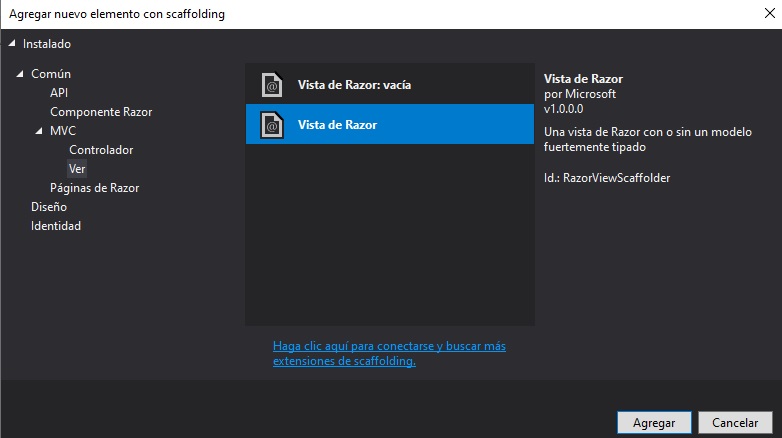 Agregar nuevo elemento con scaffolding
Instalado
Común
API
Componente Razor
MVC
Controlador
Ver
Páginas de Razor
Diseño
Identidad
Vista de Razor: vacía
Vista de Razor
Haga clic aquí para conectarse y buscar más
extensiones de scaffolding.
Vista de Razor
por Microsoft
v1.0.0.0
Una vista de Razor con o sin un modelo
fuertemente tipado
Id.: RazorViewScaffolder
Agregar
Cancelar